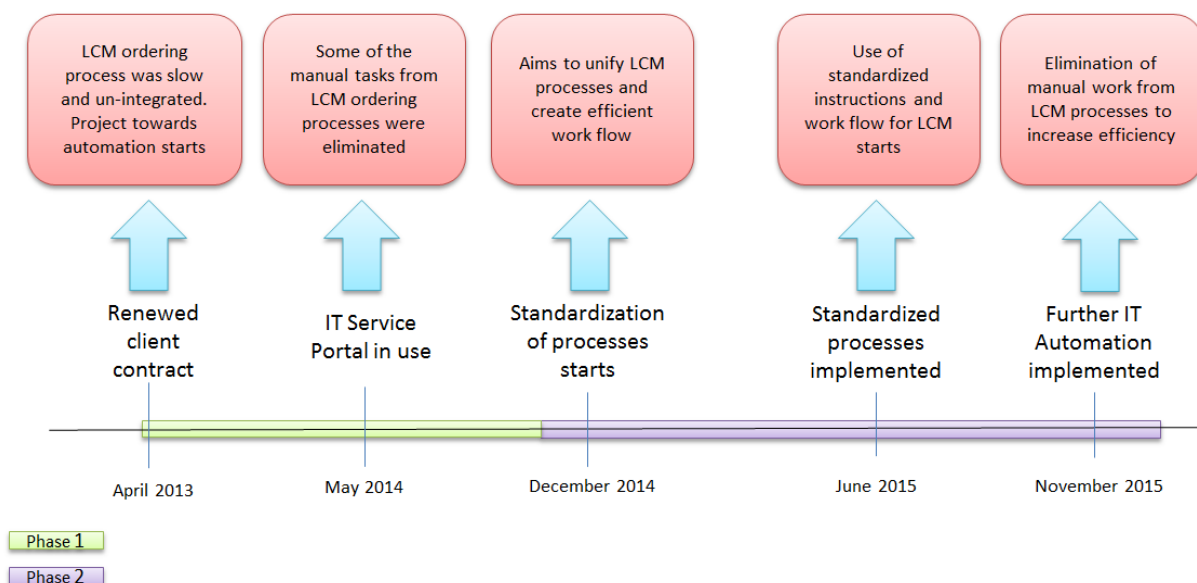 LCM ordering
process was slow
and un-integrated.
Project towards
automation starts
Some of the
manual tasks from
LCM ordering
processes were
eliminated
Aims to unify LCM
processes and
create efficient
work flow
Use of
standardized
instructions and
work flow for LCM
starts
Elimination of
manual work from
LCM processes to
increase efficiency
Renewed
client
contract
IT Service
Portal in use
Standardization
of processes
starts
Standardized
processes
implemented
Further IT
Automation
implemented
April 2013
May 2014
December 2014
June 2015
November 2015
Phase 1
Phase 2